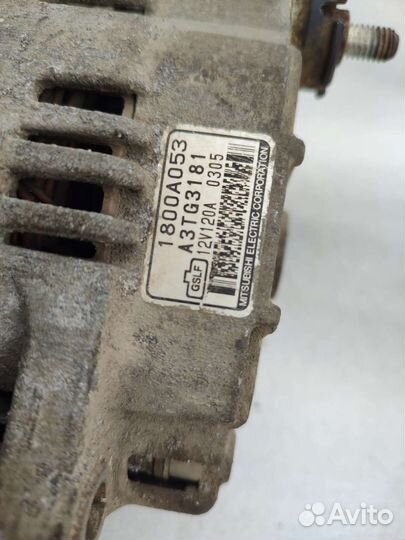 1800A053
A3TG3181
12V120A 0305
GSLF
MITSUBISHI ELECTRIC CORPORATION
Avito